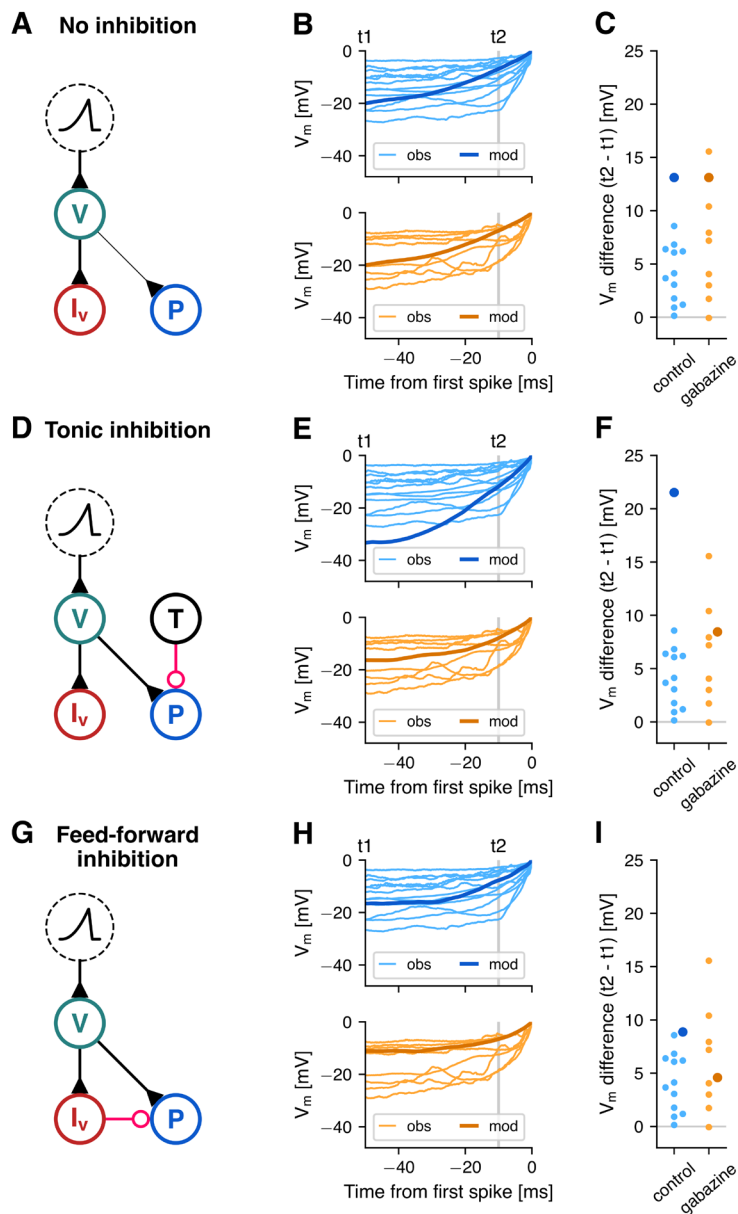 A No inhibition
V
Iv P
B
t1 t2
0
−20
−40
Vm [mV]
obs mod
0
−20
−40
Vm [mV]
obs mod
−40 −20 0
Time from first spike [ms]
C
25
20
15
10
5
0
Vm difference (t2 - t1) [mV]
control gabazine
D Tonic inhibition
V T
Iv P
E
t1 t2
0
−20
−40
Vm [mV]
obs mod
0
−20
−40
Vm [mV]
obs mod
−40 −20 0
Time from first spike [ms]
F
25
20
15
10
5
0
Vm difference (t2 - t1) [mV]
control gabazine
G Feed-forward
inhibition
V
Iv P
H
t1 t2
0
−20
−40
Vm [mV]
obs mod
0
−20
−40
Vm [mV]
obs mod
−40 −20 0
Time from first spike [ms]
I
25
20
15
10
5
0
Vm difference (t2 - t1) [mV]
control gabazine